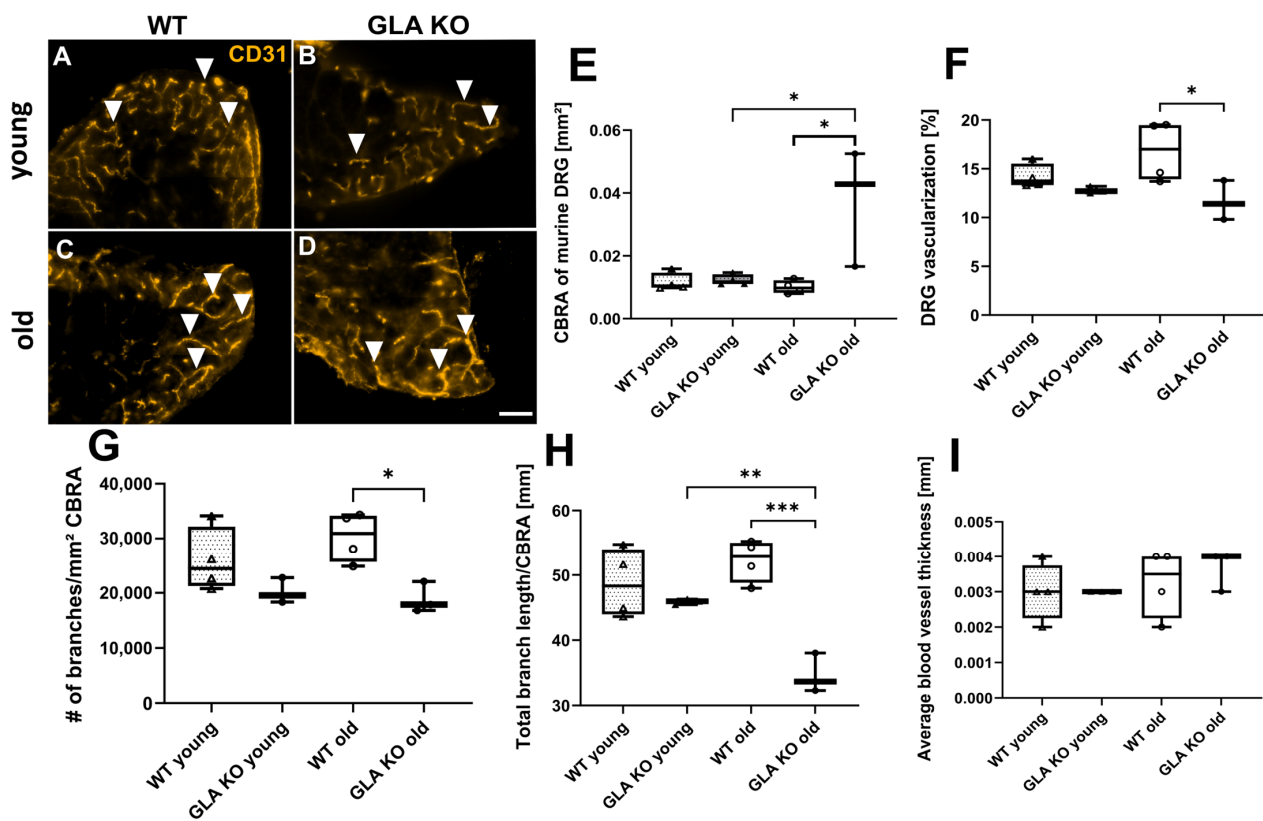 WT
GLA KO
young
old
A
CD31
B
C
D
E
CBRA of murine DRG [mm²]
0.06
0.04
0.02
0.00
*
*
WT young
GLA KO young
WT old
GLA KO old
F
DRG vascularization [%]
20
15
10
5
0
*
WT young
GLA KO young
WT old
GLA KO old
G
# of branches/mm² CBRA
40,000
30,000
20,000
10,000
0
*
WT young
GLA KO young
WT old
GLA KO old
H
Total branch length/CBRA [mm]
60
50
40
30
**
***
WT young
GLA KO young
WT old
GLA KO old
I
Average blood vessel thickness [mm]
0.005
0.004
0.003
0.002
0.001
0.000
WT young
GLA KO young
WT old
GLA KO old